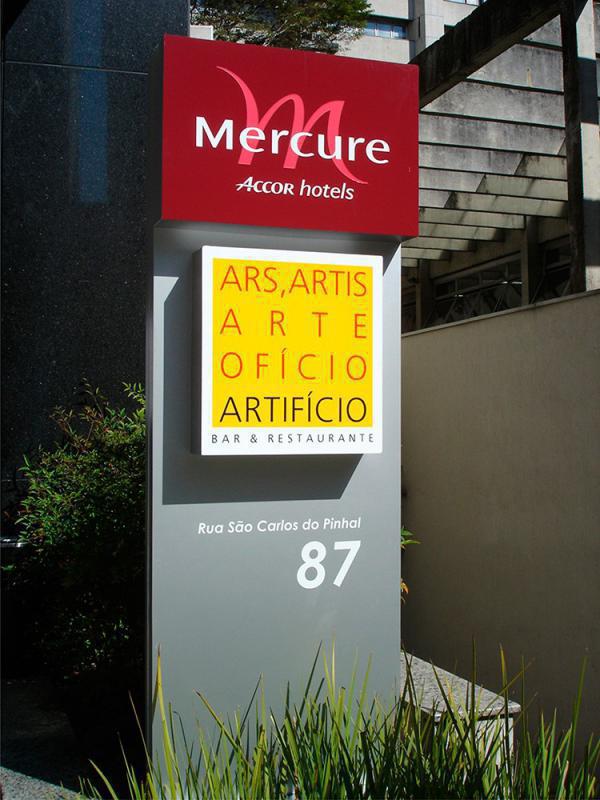 Mercure
ACCOR hotels
ARS, ARTIS
ARTE
OFÍCIO
ARTIFÍCIO
BAR & RESTAURANTE
Rua São Carlos do Pinhal
87